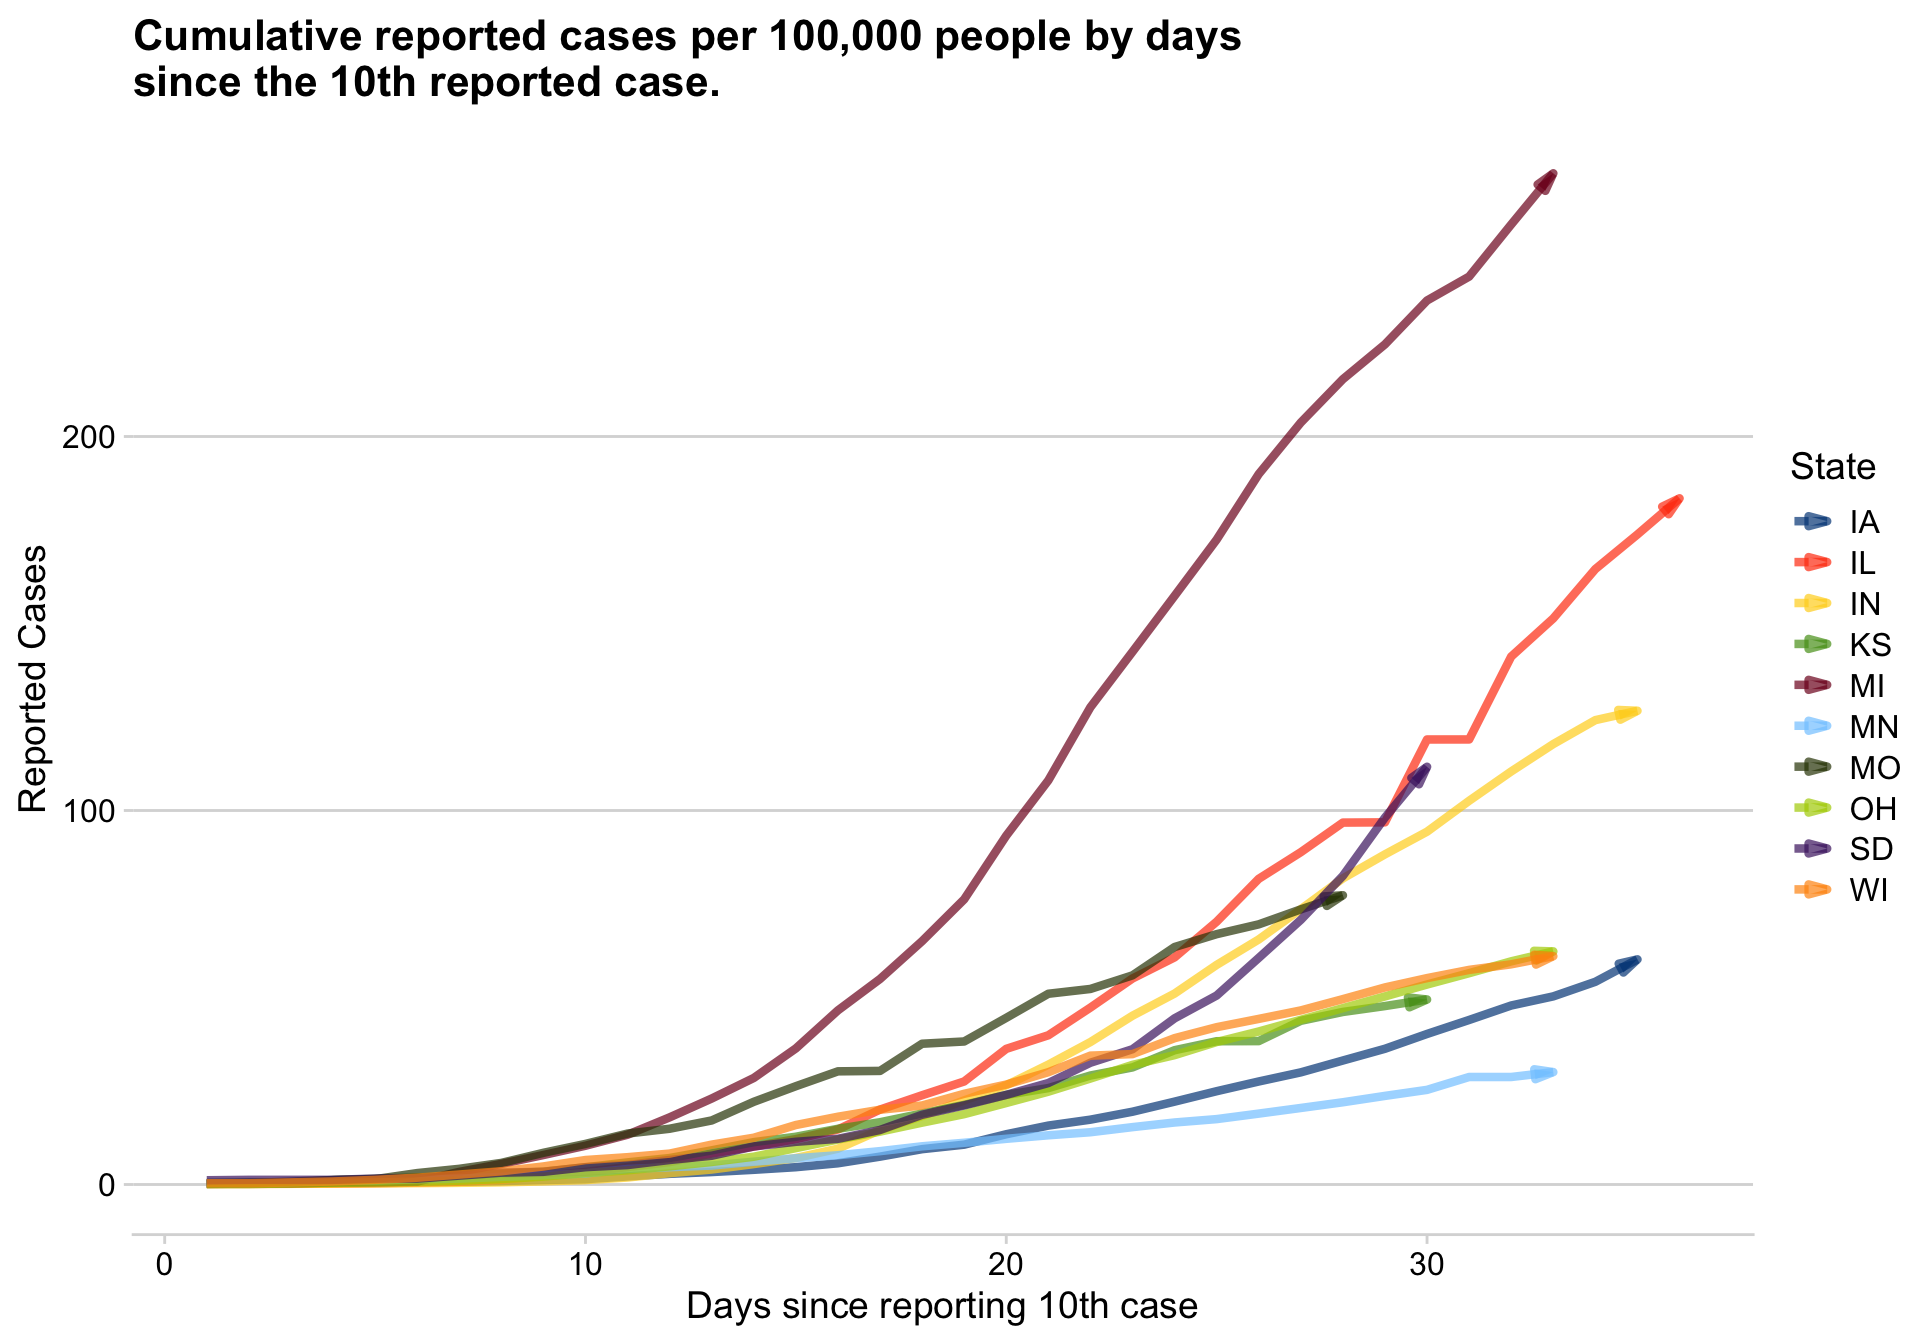 Cumulative reported cases per 100,000 people by days
since the 10th reported case.
Reported Cases
200
100
0
0
10
20
30
Days since reporting 10th case
State
IA
IL
IN
KS
MI
MN
MO
OH
SD
WI